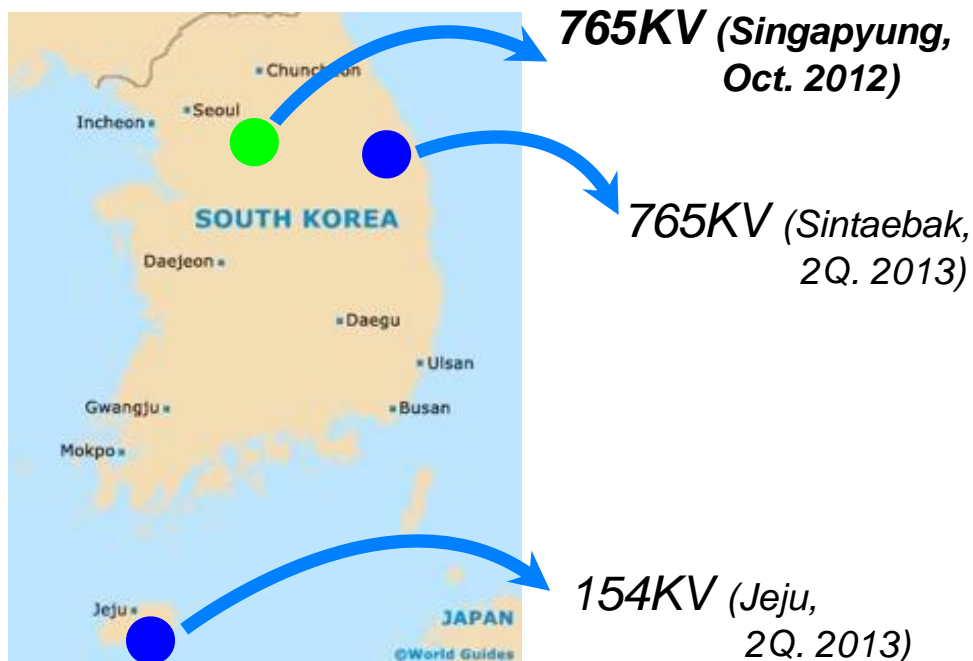 765KV (Singapyung,
Oct. 2012)
Chuncheon
Seoul
Incheon
765KV (Sintaebak,
2Q. 2013)
SOUTH KOREA
Daejeon
Daegu
Ulsan
Gwangju
Busan
Mokpo
154KV (Jeju,
2Q. 2013)
Jeju
JAPAN
©World Guides